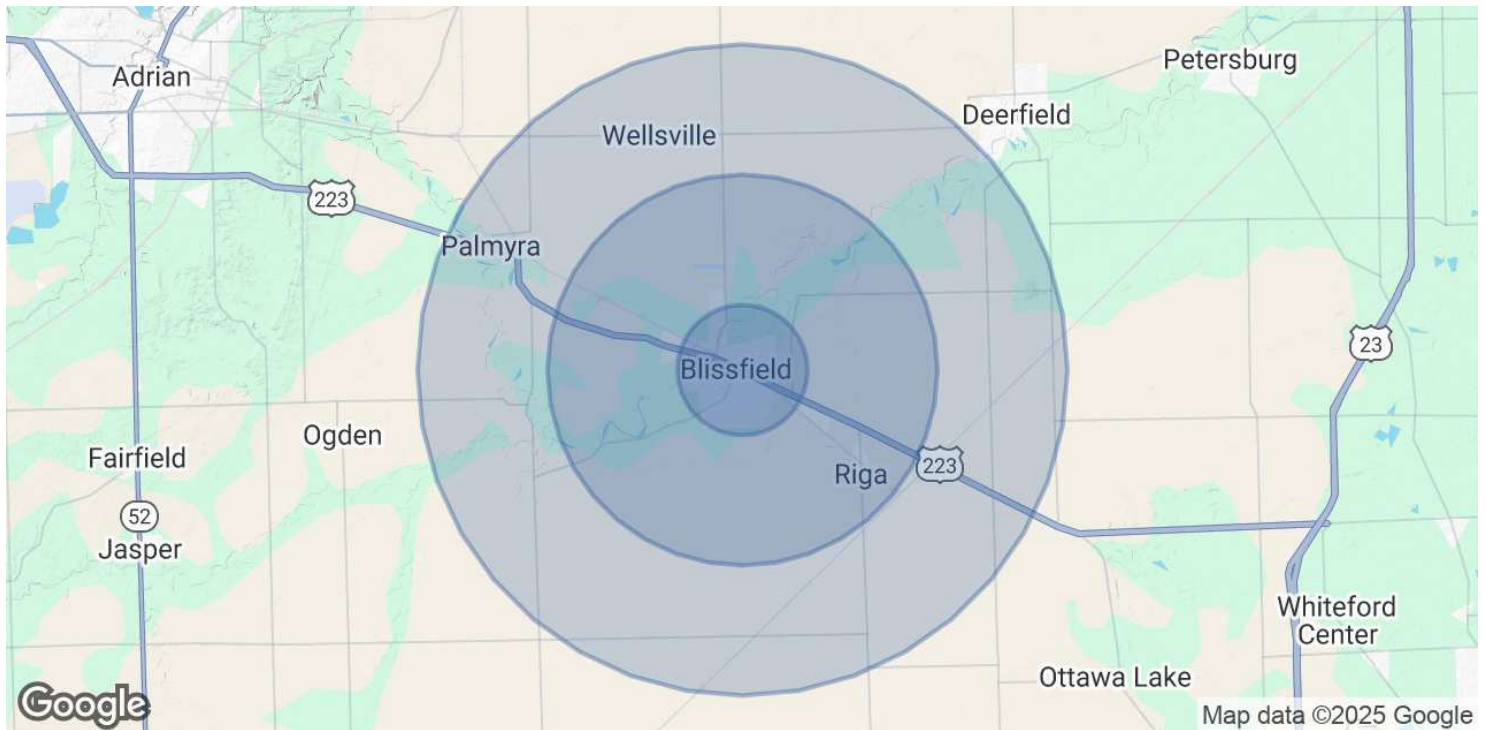 Petersburg
Adrian
Deerfield
Wellsville
223
Palmyra
23
Blissfield
Ogden
Fairfield
Riga
223
52
Jasper
Whiteford
Center
Ottawa Lake
Google
Map data ©2025 Google